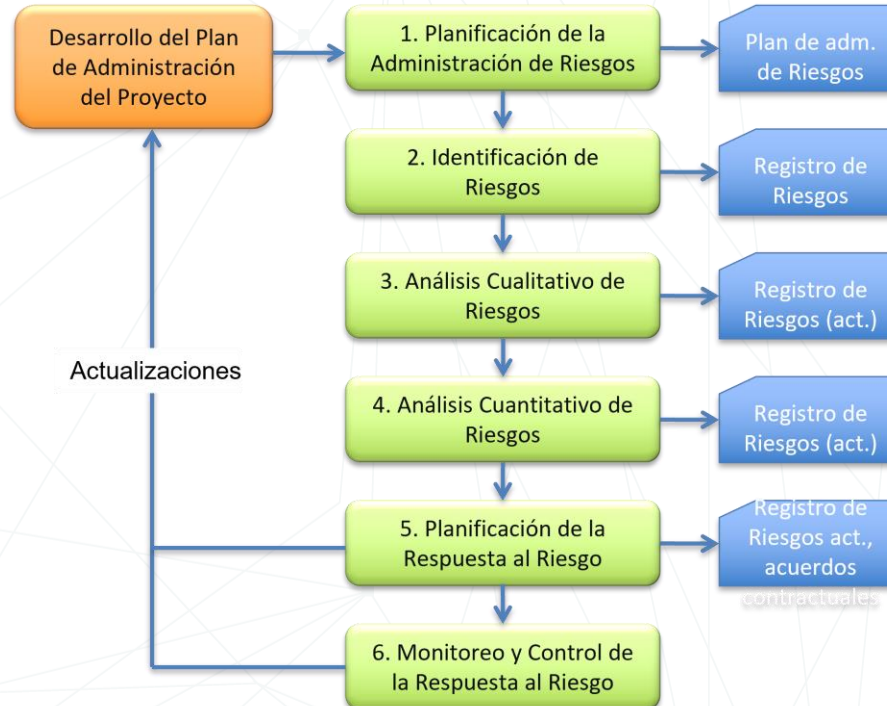 Desarrollo del Plan
de Administración
del Proyecto
1. Planificación de la
Administración de Riesgos
Plan de adm.
de Riesgos
2. Identificación de
Riesgos
Registro de
Riesgos
3. Análisis Cualitativo de
Riesgos
Registro de
Riesgos (act.)
Actualizaciones
4. Análisis Cuantitativo de
Riesgos
Registro de
Riesgos (act.)
5. Planificación de la
Respuesta al Riesgo
Registro de
Riesgos act.,
acuerdos
contractuales
6. Monitoreo y Control de
la Respuesta al Riesgo